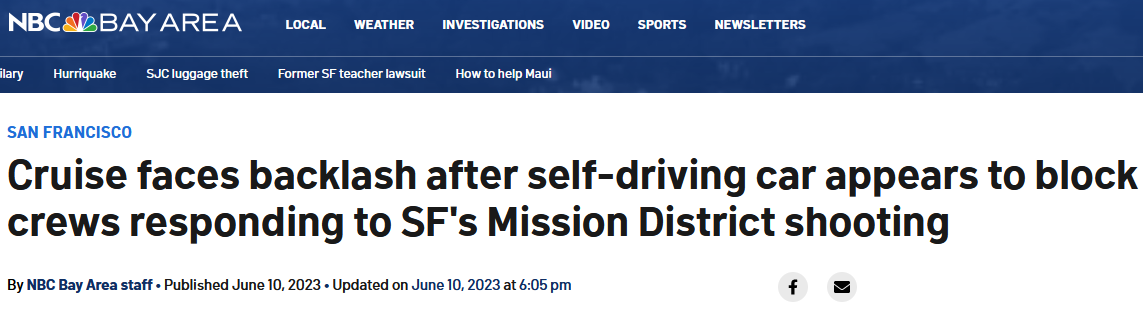 NBC BAY AREA LOCAL WEATHER INVESTIGATIONS VIDEO SPORTS NEWSLETTERS
ilary Hurriquake SJC luggage theft Former SF teacher lawsuit How to help Maui
SAN FRANCISCO
Cruise faces backlash after self-driving car appears to block
crews responding to SF's Mission District shooting
By NBC Bay Area staff • Published June 10, 2023 • Updated on June 10, 2023 at 6:05 pm